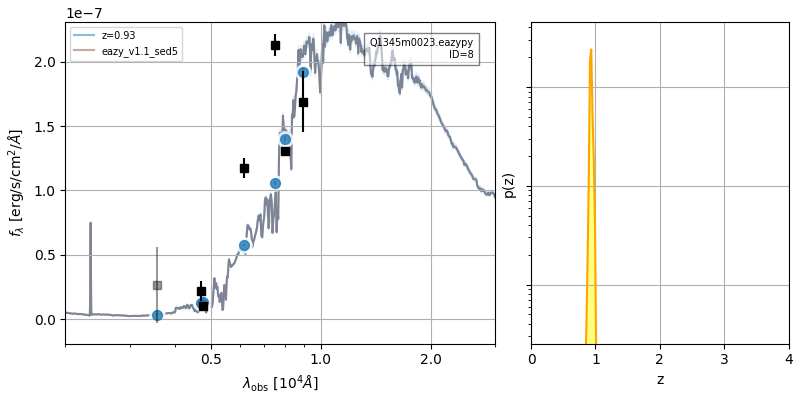 1e−7
z=0.93
eazy_v1.1_sed5
Q1345m0023.eazypy
ID=8
2.0
1.5
1.0
0.5
0.0
f_λ [erg/s/cm²/Å]
0.5 1.0 2.0
λ_obs [10⁴Å]
p(z)
0 1 2 3 4
z